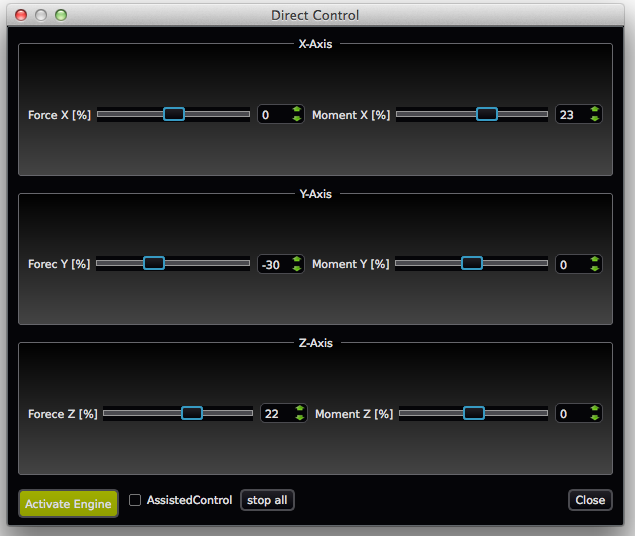 Direct Control
X-Axis
Force X [%] 0 Moment X [%] 23
Y-Axis
Forec Y [%] -30 Moment Y [%] 0
Z-Axis
Forece Z [%] 22 Moment Z [%] 0
Activate Engine AssistedControl stop all Close